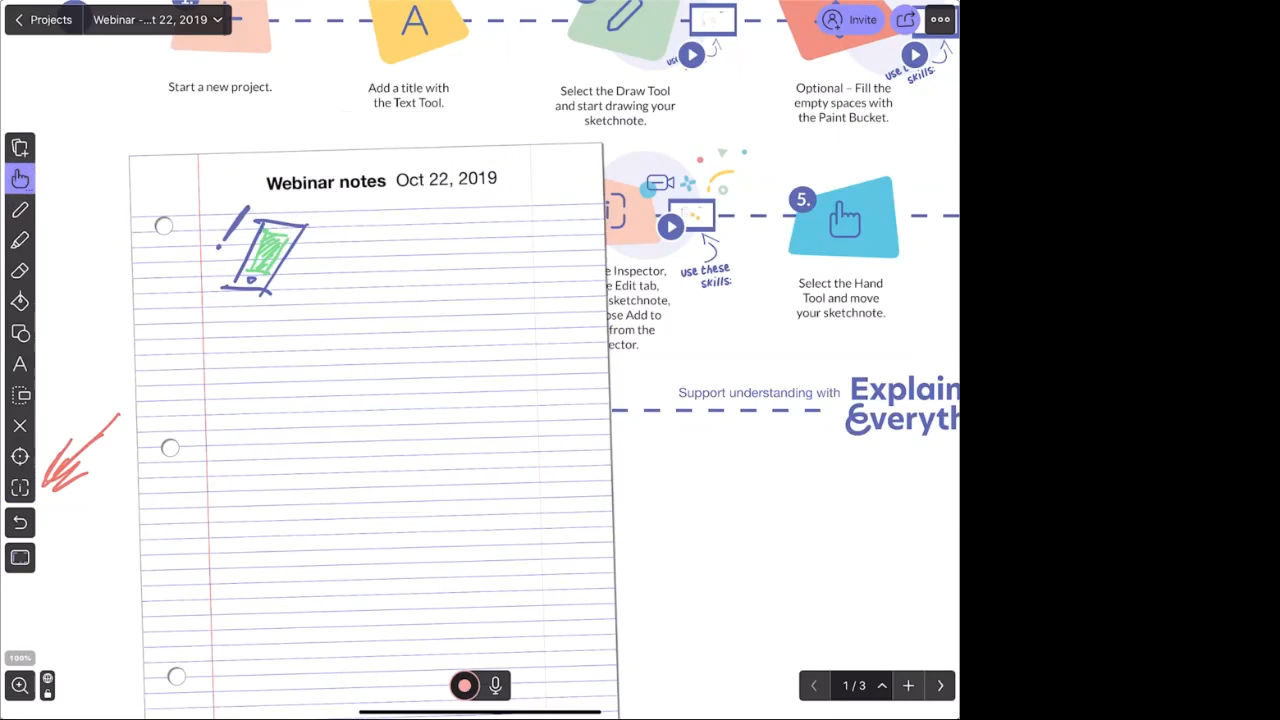 Projects
Webinar -...t 22, 2019
Invite
A
Start a new project.
Add a title with
the Text Tool.
Select the Draw Tool
and start drawing your
sketchnote.
use
skills:
Optional – Fill the
empty spaces with
the Paint Bucket.
Webinar notes Oct 22, 2019
e Inspector,
e Edit tab,
sketchnote,
ose Add to
from the
ector.
use these
skills:
5.
Select the Hand
Tool and move
your sketchnote.
Support understanding with
Explain
Everyth
A
100%
1/3